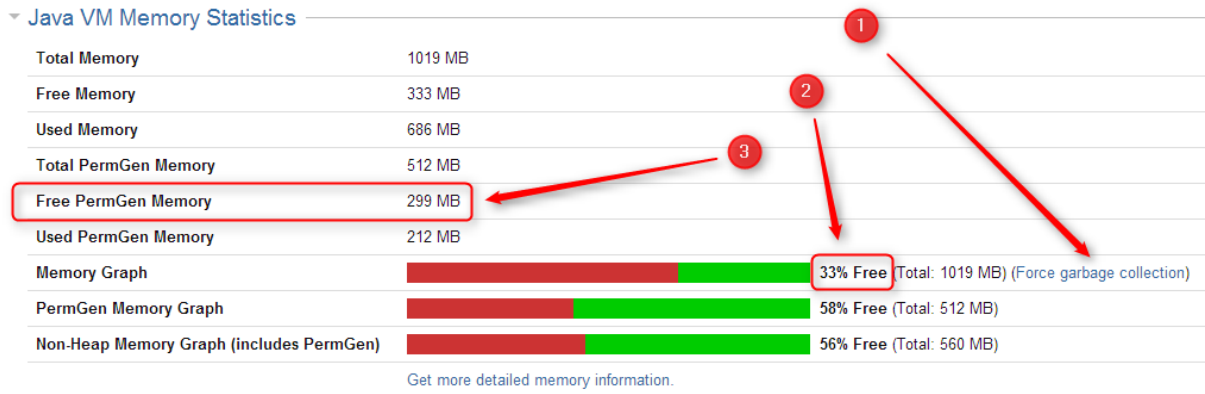 Java VM Memory Statistics
1
Total Memory 1019 MB
Free Memory 333 MB
2
Used Memory 686 MB
3
Total PermGen Memory 512 MB
Free PermGen Memory 299 MB
Used PermGen Memory 212 MB
Memory Graph 33% Free (Total: 1019 MB) (Force garbage collection)
PermGen Memory Graph 58% Free (Total: 512 MB)
Non-Heap Memory Graph (includes PermGen) 56% Free (Total: 560 MB)
Get more detailed memory information.